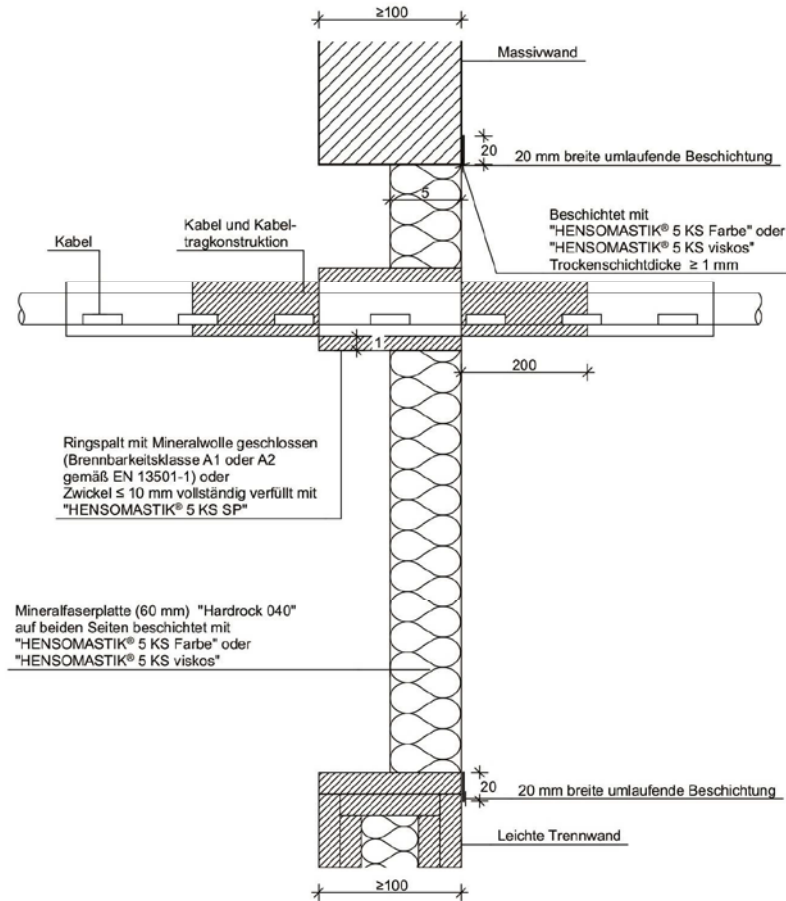 ≥100
Massivwand
20
20 mm breite umlaufende Beschichtung
5
Kabel und Kabel-
tragkonstruktion
Kabel
Beschichtet mit
"HENSOMASTIK® 5 KS Farbe" oder
"HENSOMASTIK® 5 KS viskos"
Trockenschichtdicke ≥ 1 mm
1
200
Ringspalt mit Mineralwolle geschlossen
(Brennbarkeitsklasse A1 oder A2
gemäß EN 13501-1) oder
Zwickel ≤ 10 mm vollständig verfüllt mit
"HENSOMASTIK® 5 KS SP"
Mineralfaserplatte (60 mm) "Hardrock 040"
auf beiden Seiten beschichtet mit
"HENSOMASTIK® 5 KS Farbe" oder
"HENSOMASTIK® 5 KS viskos"
20
20 mm breite umlaufende Beschichtung
Leichte Trennwand
≥100